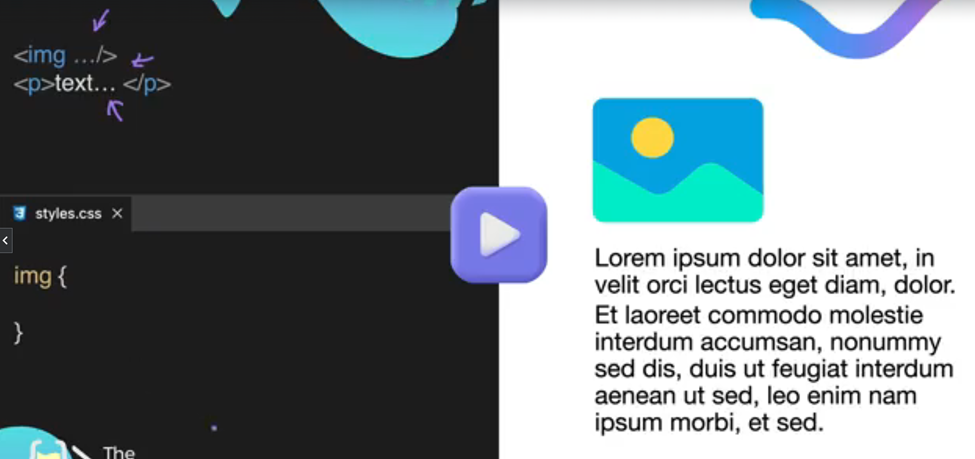 <img .../>
<p>text... </p>
styles.css
img {
}
The
Lorem ipsum dolor sit amet, in
velit orci lectus eget diam, dolor.
Et laoreet commodo molestie
interdum accumsan, nonummy
sed dis, duis ut feugiat interdum
aenean ut sed, leo enim nam
ipsum morbi, et sed.